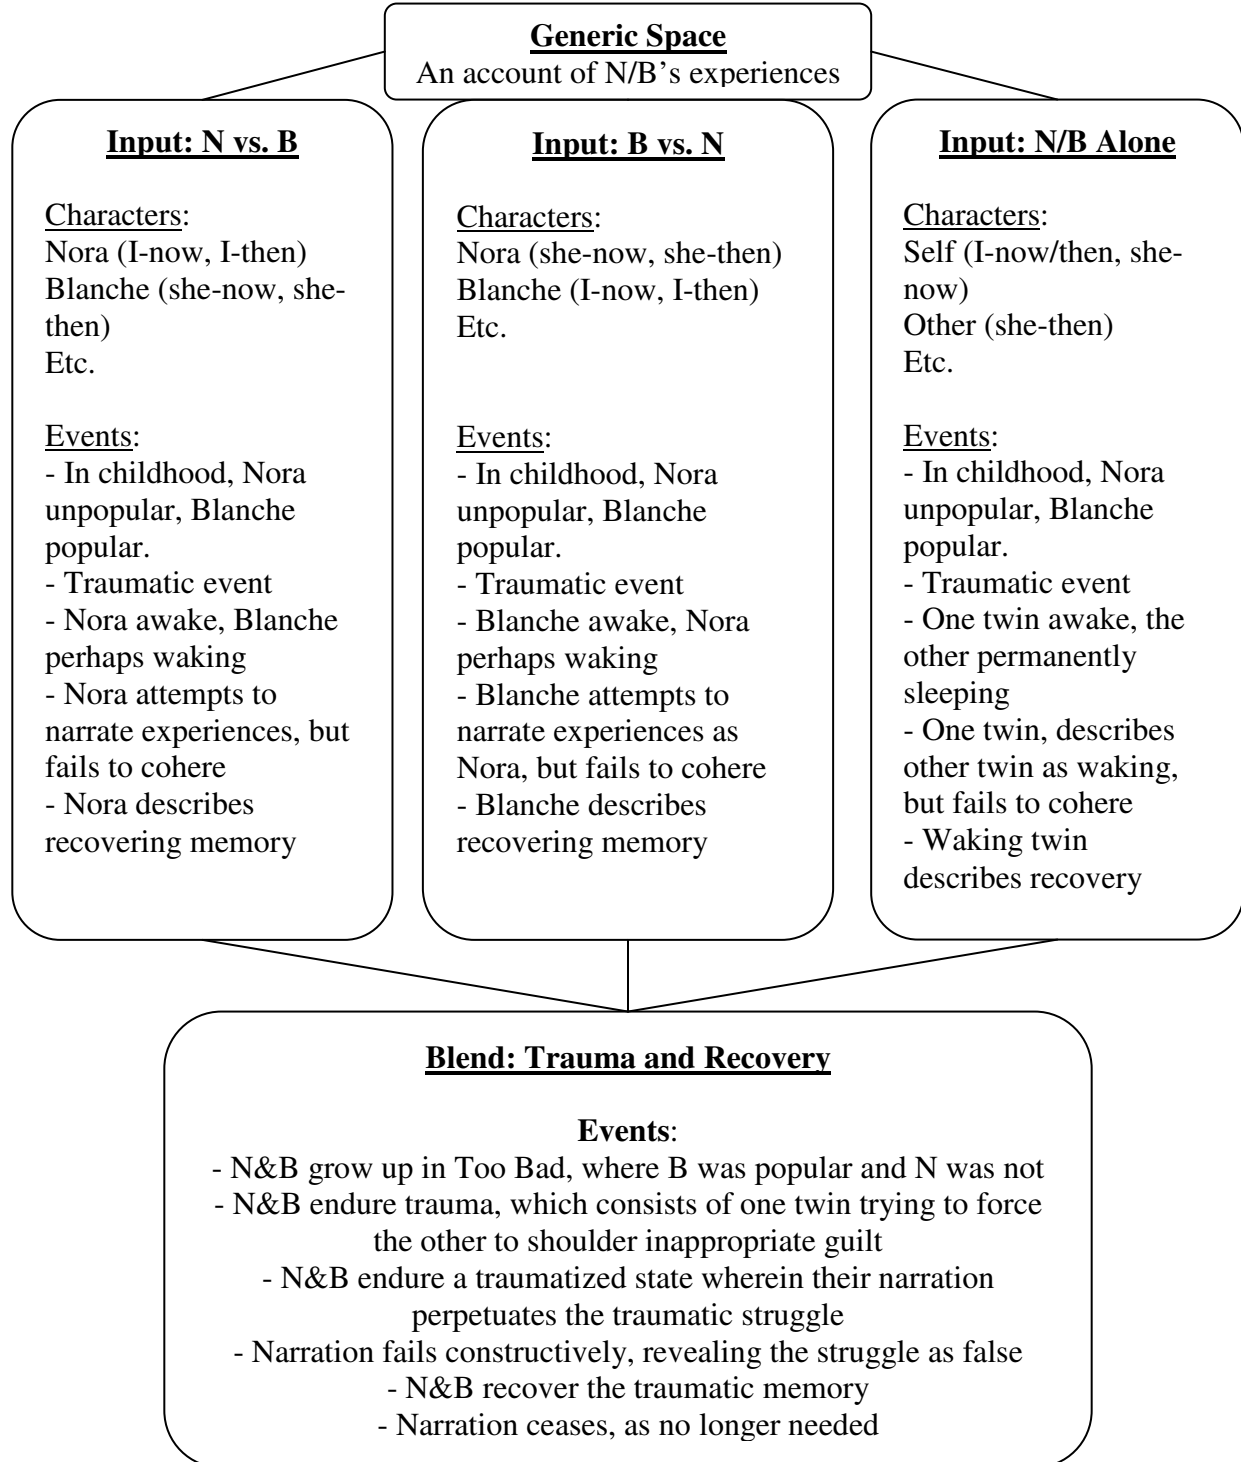 Generic Space
An account of N/B's experiences
Input: N vs. B
Characters:
Nora (I-now, I-then)
Blanche (she-now, she-
then)
Etc.
Events:
- In childhood, Nora
unpopular, Blanche
popular.
- Traumatic event
- Nora awake, Blanche
perhaps waking
- Nora attempts to
narrate experiences, but
fails to cohere
- Nora describes
recovering memory
Input: B vs. N
Characters:
Nora (she-now, she-then)
Blanche (I-now, I-then)
Etc.
Events:
- In childhood, Nora
unpopular, Blanche
popular.
- Traumatic event
- Blanche awake, Nora
perhaps waking
- Blanche attempts to
narrate experiences as
Nora, but fails to cohere
- Blanche describes
recovering memory
Input: N/B Alone
Characters:
Self (I-now/then, she-
now)
Other (she-then)
Etc.
Events:
- In childhood, Nora
unpopular, Blanche
popular.
- Traumatic event
- One twin awake, the
other permanently
sleeping
- One twin, describes
other twin as waking,
but fails to cohere
- Waking twin
describes recovery
Blend: Trauma and Recovery
Events:
- N&B grow up in Too Bad, where B was popular and N was not
- N&B endure trauma, which consists of one twin trying to force
the other to shoulder inappropriate guilt
- N&B endure a traumatized state wherein their narration
perpetuates the traumatic struggle
- Narration fails constructively, revealing the struggle as false
- N&B recover the traumatic memory
- Narration ceases, as no longer needed